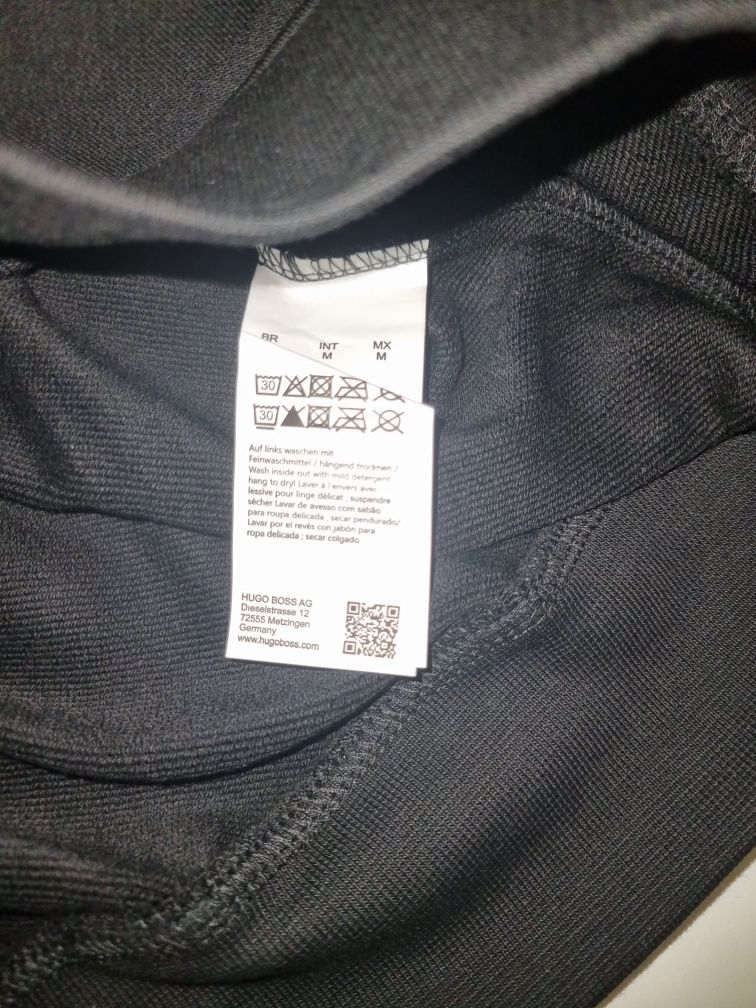 BR INT MX
M M
30
30
Auf links waschen mit
Feinwaschmittel / hängend trocknen /
Wash inside out with mild detergent
hang to dry/ Laver à l'envers avec
lessive pour linge délicat ; suspendre
sécher Lavar de avesso com sabão
para roupa delicada ; secar pendurado/
Lavar por el revés con jabón para
ropa delicada ; secar colgado
HUGO BOSS AG
Dieselstrasse 12
72555 Metzingen
Germany
www.hugoboss.com